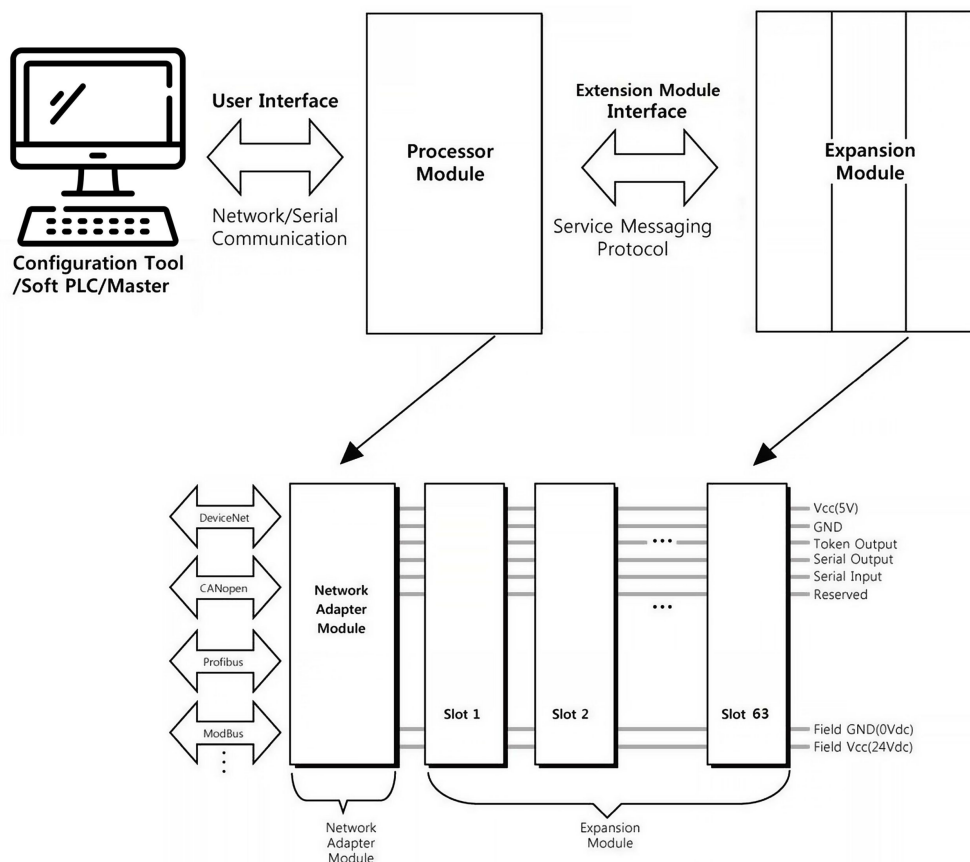 User Interface
Network/Serial
Communication
Configuration Tool
/Soft PLC/Master
Processor
Module
Extension Module
Interface
Service Messaging
Protocol
Expansion
Module
DeviceNet
CANopen
Profibus
ModBus
Network
Adapter
Module
Slot 1
Slot 2
Slot 63
Vcc(5V)
GND
Token Output
Serial Output
Serial Input
Reserved
Field GND(0Vdc)
Field Vcc(24Vdc)
Network
Adapter
Module
Expansion
Module